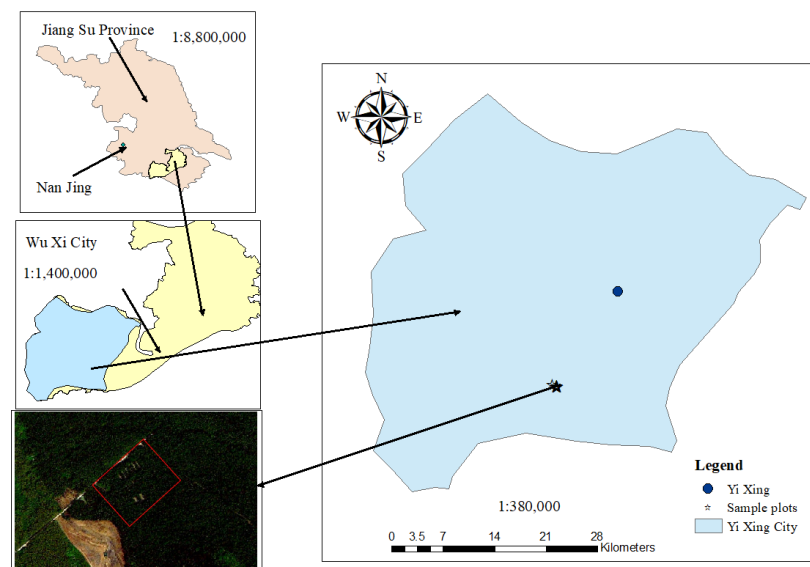 Jiang Su Province
1:8,800,000
Nan Jing
Wu Xi City
1:1,400,000
N
W E
S
Legend
Yi Xing
Sample plots
Yi Xing City
1:380,000
0 3.5 7 14 21 28
Kilometers